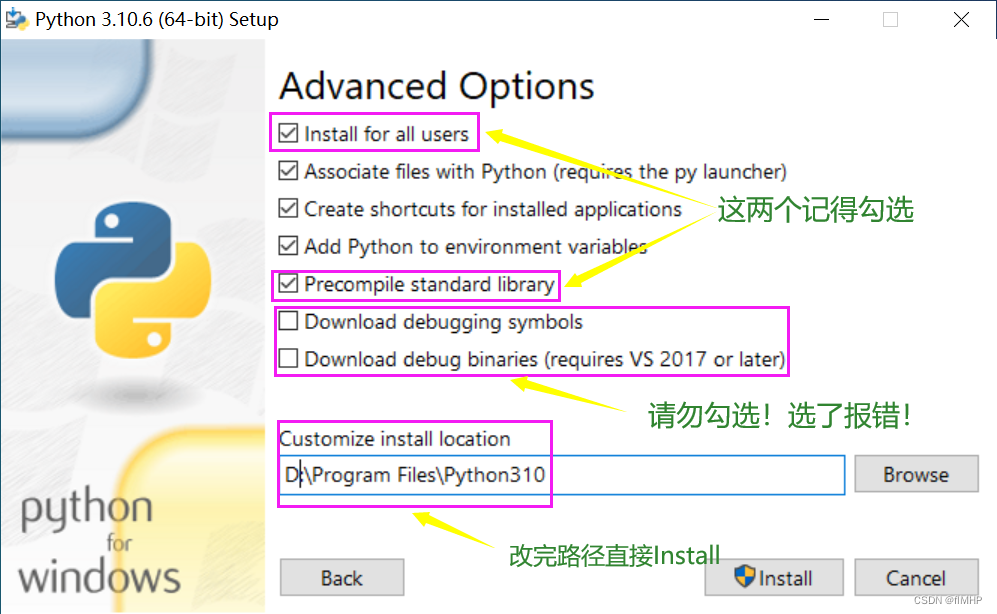 Python 3.10.6 (64-bit) Setup
Advanced Options
Install for all users
Associate files with Python (requires the py launcher)
Create shortcuts for installed applications
这两个记得勾选
Add Python to environment variables
Precompile standard library
Download debugging symbols
Download debug binaries (requires VS 2017 or later)
请勿勾选！选了报错！
Customize install location
D:\Program Files\Python310
Browse
python
for
windows
改完路径直接Install
Back
Install
Cancel
CSDN @flMHP